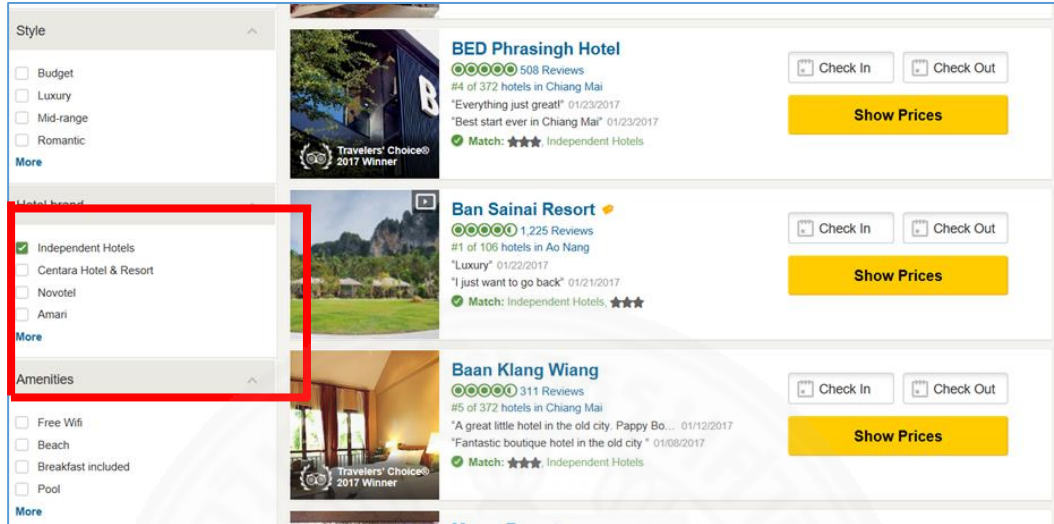 Style
Budget
Luxury
Mid-range
Romantic
More
Hotel brand
Independent Hotels
Centara Hotel & Resort
Novotel
Amari
More
Amenities
Free Wifi
Beach
Breakfast included
Pool
More
B
Travelers' Choice®
2017 Winner
BED Phrasingh Hotel
508 Reviews
#4 of 372 hotels in Chiang Mai
"Everything just great!" 01/23/2017
"Best start ever in Chiang Mai" 01/23/2017
Match: , Independent Hotels
Check In
Check Out
Show Prices
Ban Sainai Resort
1,225 Reviews
#1 of 106 hotels in Ao Nang
"Luxury" 01/22/2017
"I just want to go back" 01/21/2017
Match: Independent Hotels,
Check In
Check Out
Show Prices
Travelers' Choice®
2017 Winner
Baan Klang Wiang
311 Reviews
#5 of 372 hotels in Chiang Mai
"A great little hotel in the old city. Pappy Bo... 01/12/2017
"Fantastic boutique hotel in the old city " 01/08/2017
Match: , Independent Hotels
Check In
Check Out
Show Prices